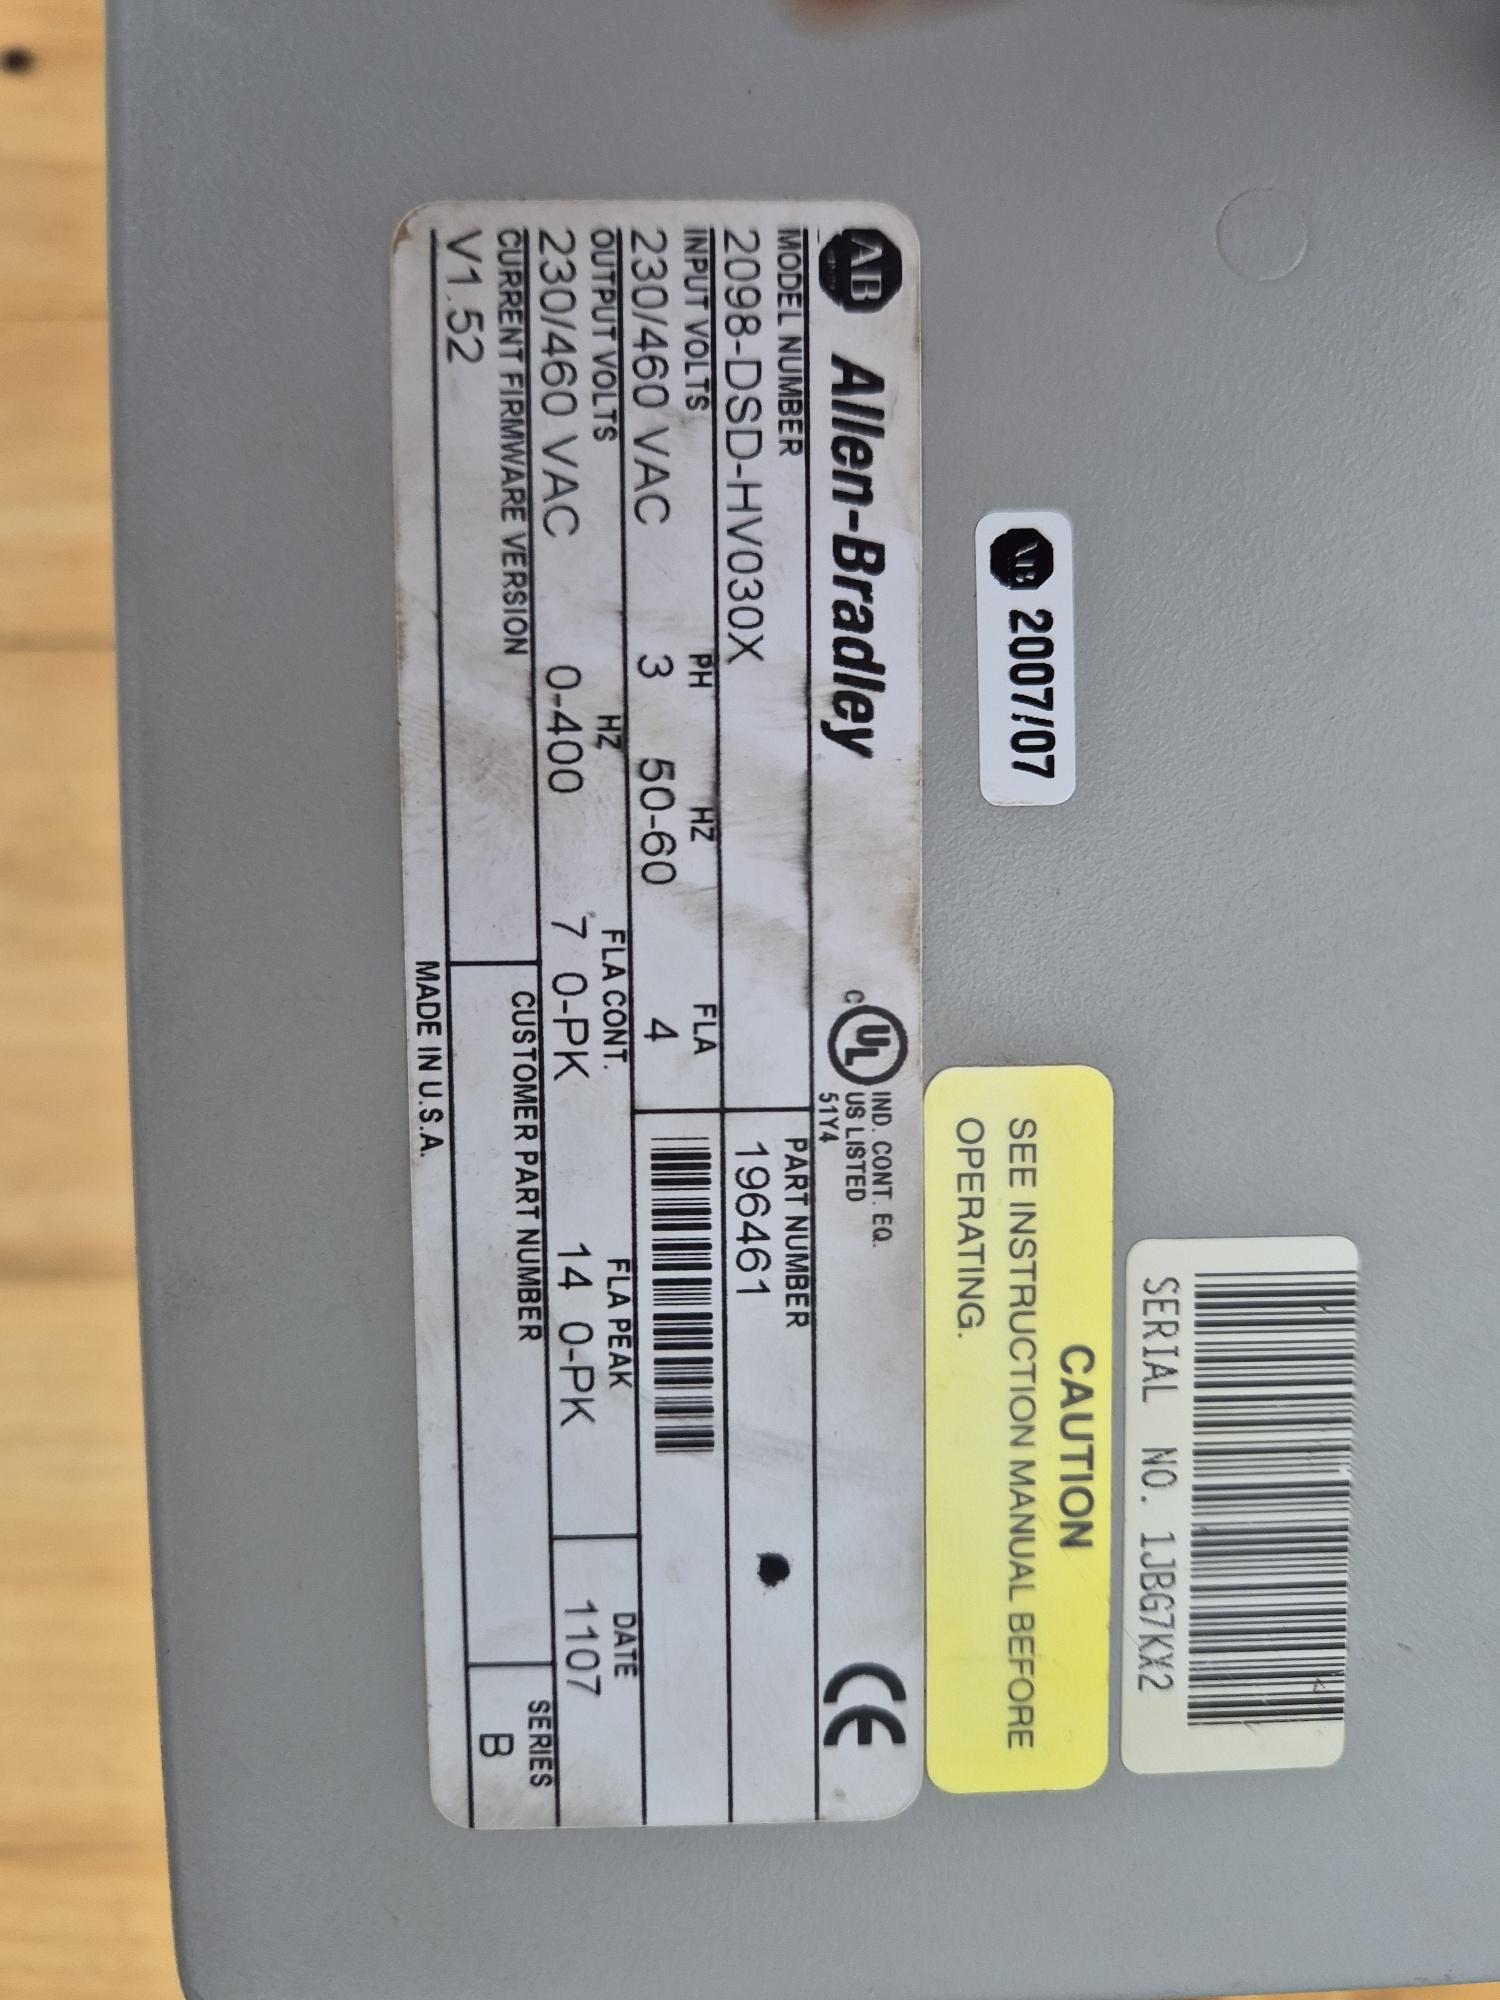 SERIAL NO. 1JBG7KX2
CAUTION
SEE INSTRUCTION MANUAL BEFORE
OPERATING.
AB 2007/07
AB Allen-Bradley
C UL IND. CONT. EQ.
US LISTED
51Y4
CE
MODEL NUMBER
2098-DSD-HV030X
PART NUMBER
196461
INPUT VOLTS PH HZ FLA
230/460 VAC 3 50-60 4
OUTPUT VOLTS HZ FLA CONT. FLA PEAK DATE
230/460 VAC 0-400 7 0-PK 14 0-PK 1107
CURRENT FIRMWARE VERSION CUSTOMER PART NUMBER SERIES
V1.52 B
MADE IN U.S.A.